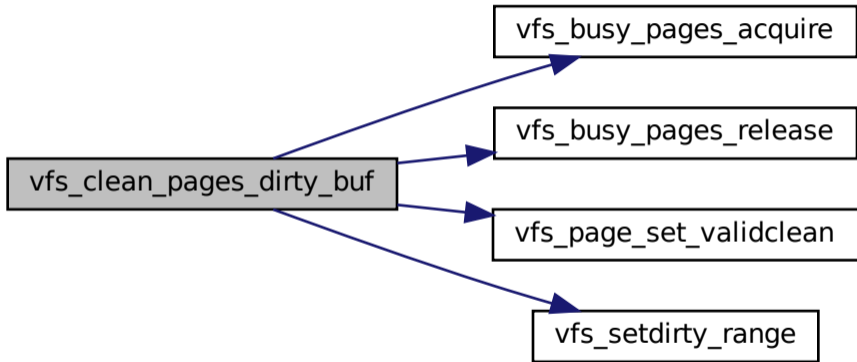 vfs_busy_pages_acquire
vfs_busy_pages_release
vfs_clean_pages_dirty_buf
vfs_page_set_validclean
vfs_setdirty_range